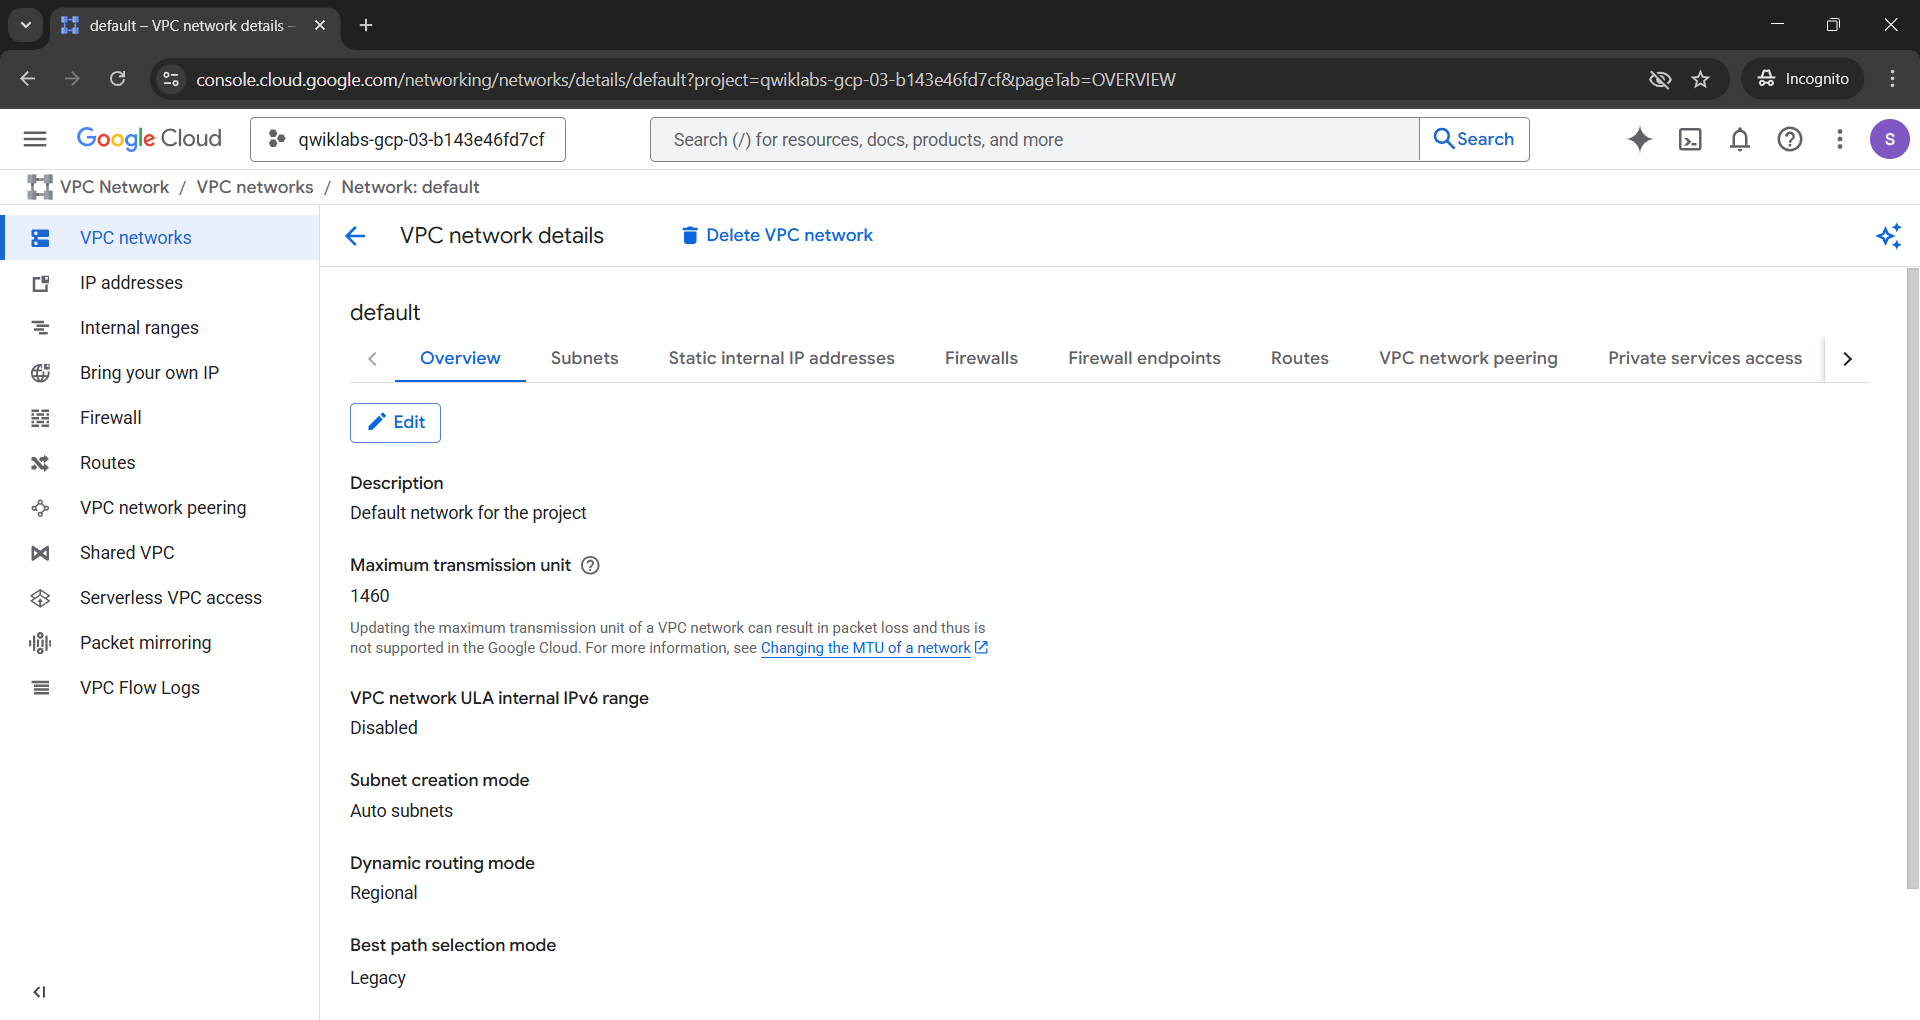 default – VPC network details –
console.cloud.google.com/networking/networks/details/default?project=qwiklabs-gcp-03-b143e46fd7cf&pageTab=OVERVIEW
Incognito
Google Cloud
qwiklabs-gcp-03-b143e46fd7cf
Search (/) for resources, docs, products, and more
Search
S
VPC Network / VPC networks / Network: default
VPC networks
IP addresses
Internal ranges
Bring your own IP
Firewall
Routes
VPC network peering
Shared VPC
Serverless VPC access
Packet mirroring
VPC Flow Logs
VPC network details
Delete VPC network
default
Overview
Subnets
Static internal IP addresses
Firewalls
Firewall endpoints
Routes
VPC network peering
Private services access
Edit
Description
Default network for the project
Maximum transmission unit
1460
Updating the maximum transmission unit of a VPC network can result in packet loss and thus is
not supported in the Google Cloud. For more information, see Changing the MTU of a network
VPC network ULA internal IPv6 range
Disabled
Subnet creation mode
Auto subnets
Dynamic routing mode
Regional
Best path selection mode
Legacy